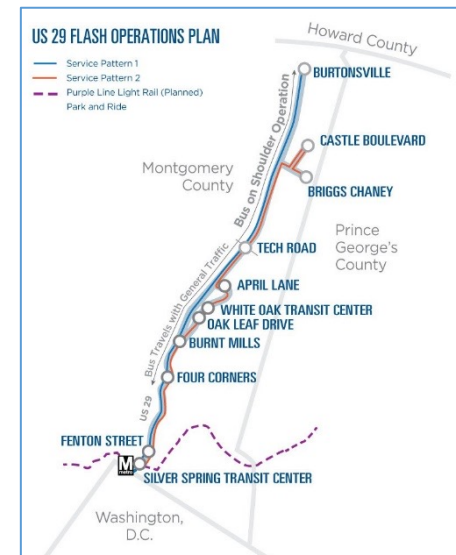 US 29 FLASH OPERATIONS PLAN
Service Pattern 1
Service Pattern 2
Purple Line Light Rail (Planned)
Park and Ride
Howard County
BURTONSVILLE
Bus on Shoulder Operation
CASTLE BOULEVARD
Montgomery
County
BRIGGS CHANEY
Prince
George's
County
TECH ROAD
Bus Travels with General Traffic
APRIL LANE
WHITE OAK TRANSIT CENTER
OAK LEAF DRIVE
BURNT MILLS
FOUR CORNERS
US 29
FENTON STREET
M
SILVER SPRING TRANSIT CENTER
Washington,
D.C.